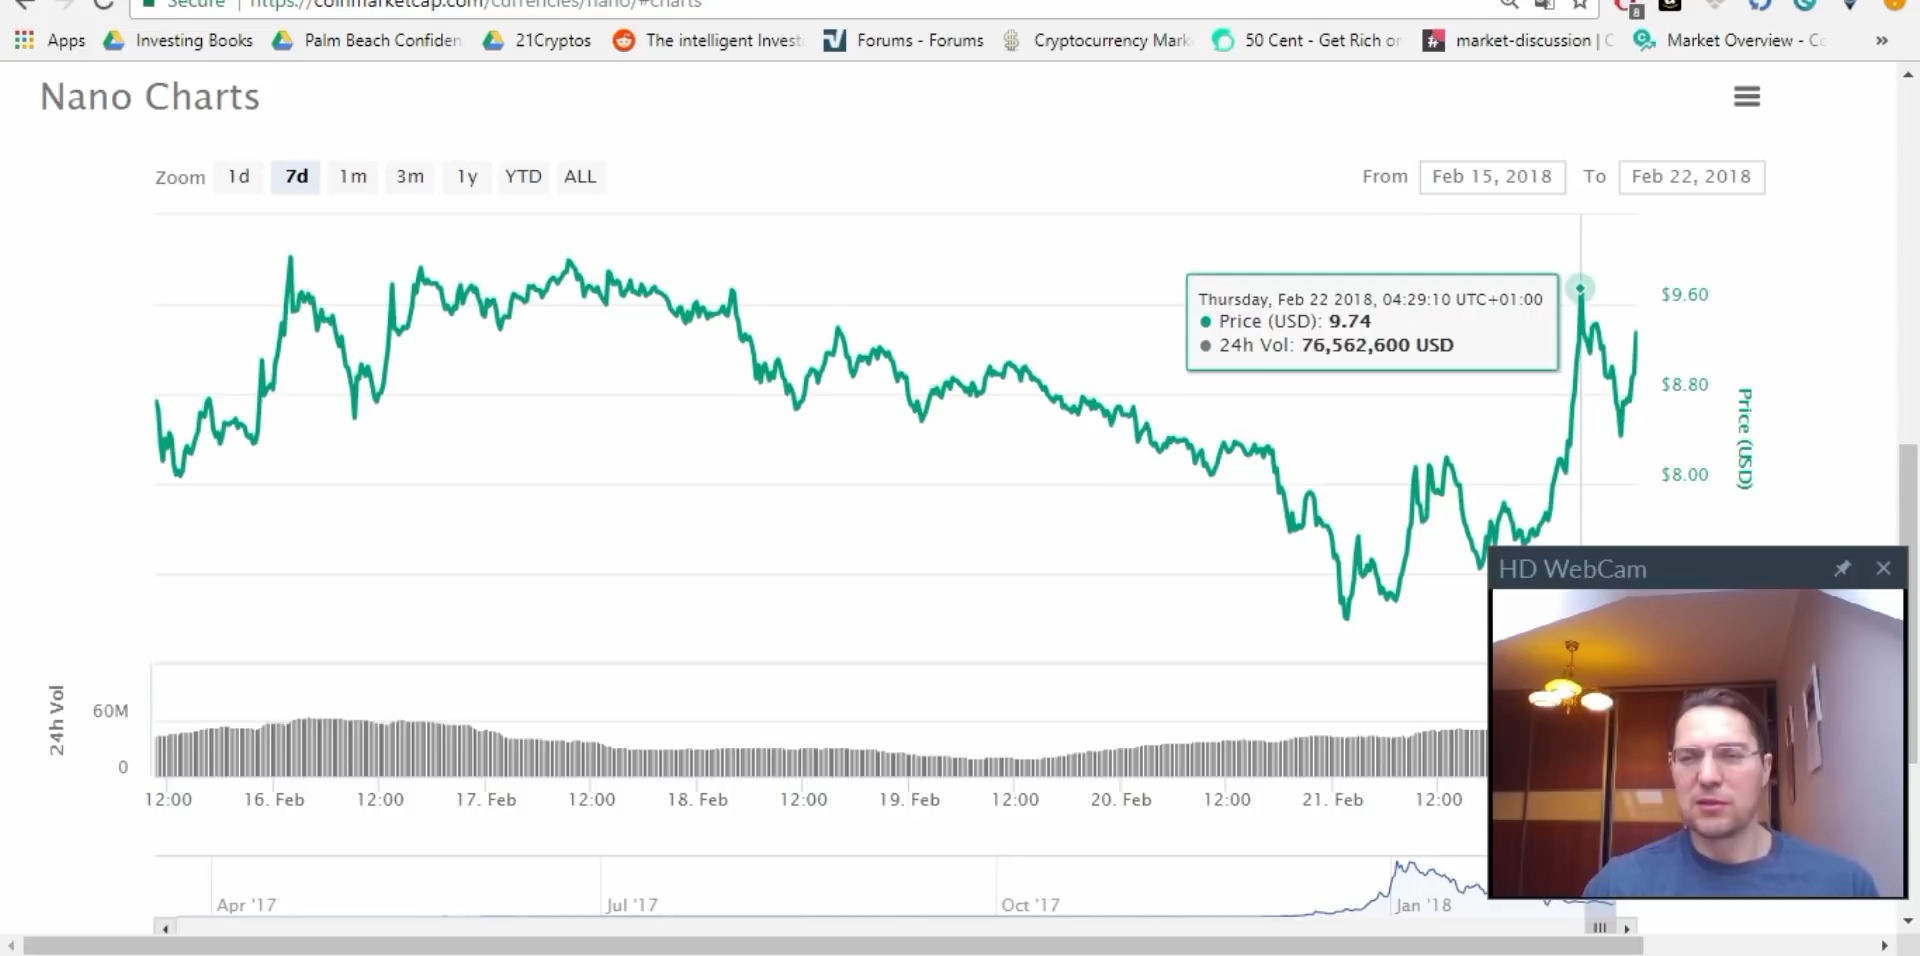 Secure https://coinmarketcap.com/currencies/nano/#charts
8
Apps Investing Books Palm Beach Confiden 21Cryptos The intelligent Invest Forums - Forums Cryptocurrency Mark 50 Cent - Get Rich or market-discussion | C Market Overview - Co »
Nano Charts
Zoom 1d 7d 1m 3m 1y YTD ALL From Feb 15, 2018 To Feb 22, 2018
Thursday, Feb 22 2018, 04:29:10 UTC+01:00
Price (USD): 9.74
24h Vol: 76,562,600 USD
$9.60
$8.80
$8.00
Price (USD)
HD WebCam
24h Vol
60M
0
12:00 16. Feb 12:00 17. Feb 12:00 18. Feb 12:00 19. Feb 12:00 20. Feb 12:00 21. Feb 12:00
Apr '17 Jul '17 Oct '17 Jan '18